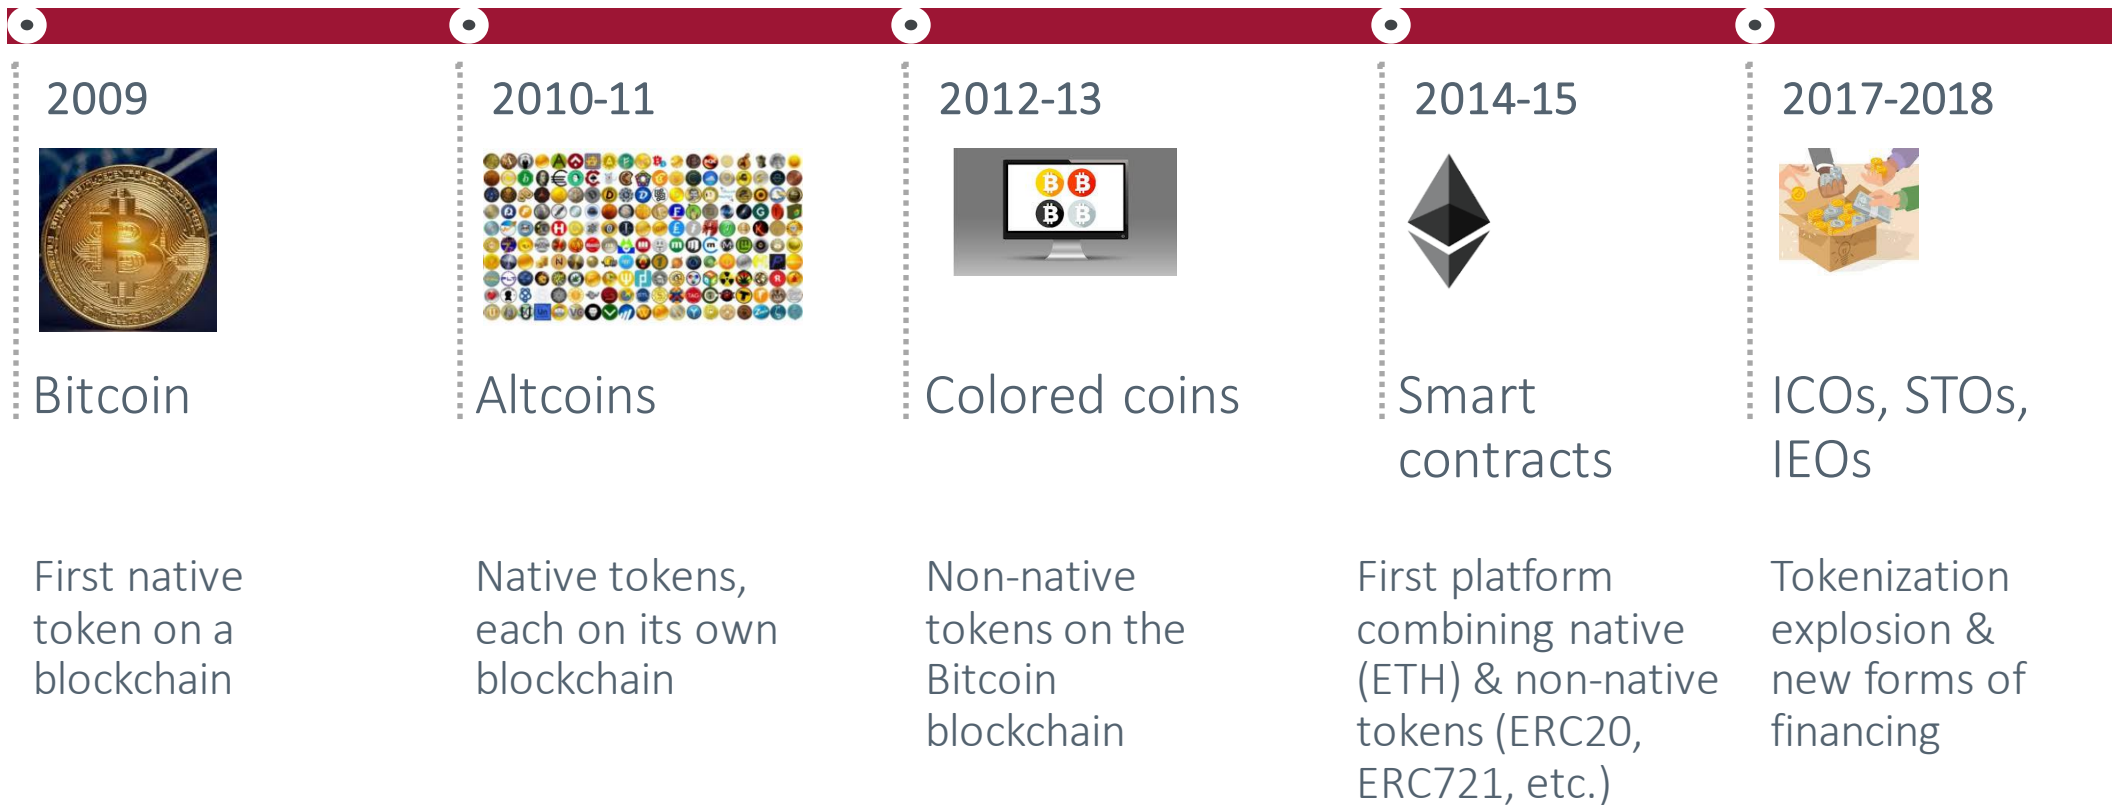 2009
2010-11
2012-13
2014-15
2017-2018
Bitcoin
Altcoins
Colored coins
Smart
contracts
ICOs, STOs,
IEOs
First native
token on a
blockchain
Native tokens,
each on its own
blockchain
Non-native
tokens on the
Bitcoin
blockchain
First platform
combining native
(ETH) & non-native
tokens (ERC20,
ERC721, etc.)
Tokenization
explosion &
new forms of
financing